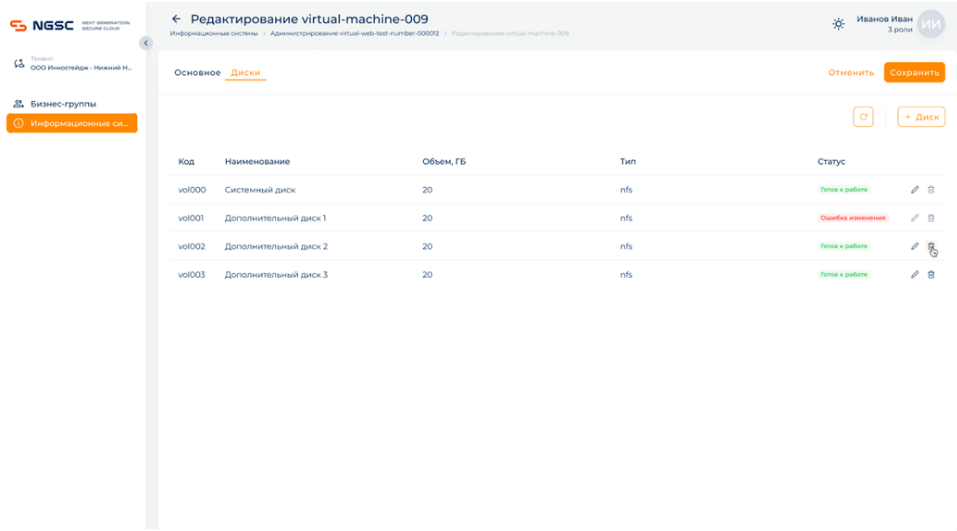 ← Редактирование virtual-machine-009
NGSC NEXT GENERATION SECURE CLOUD
Информационные системы > Администрирование virtual-web-test-number-000012 > Редактирование virtual-machine-009
Иванов Иван
3 роли
ИИ
Тенант:
ООО Инностейдж - Нижний Н...
Бизнес-группы
Информационные си...
Основное Диски
Отменить Сохранить
+ Диск
Код Наименование Объем, ГБ Тип Статус
vol000 Системный диск 20 nfs Готов к работе
vol001 Дополнительный диск 1 20 nfs Ошибка изменения
vol002 Дополнительный диск 2 20 nfs Готов к работе
vol003 Дополнительный диск 3 20 nfs Готов к работе